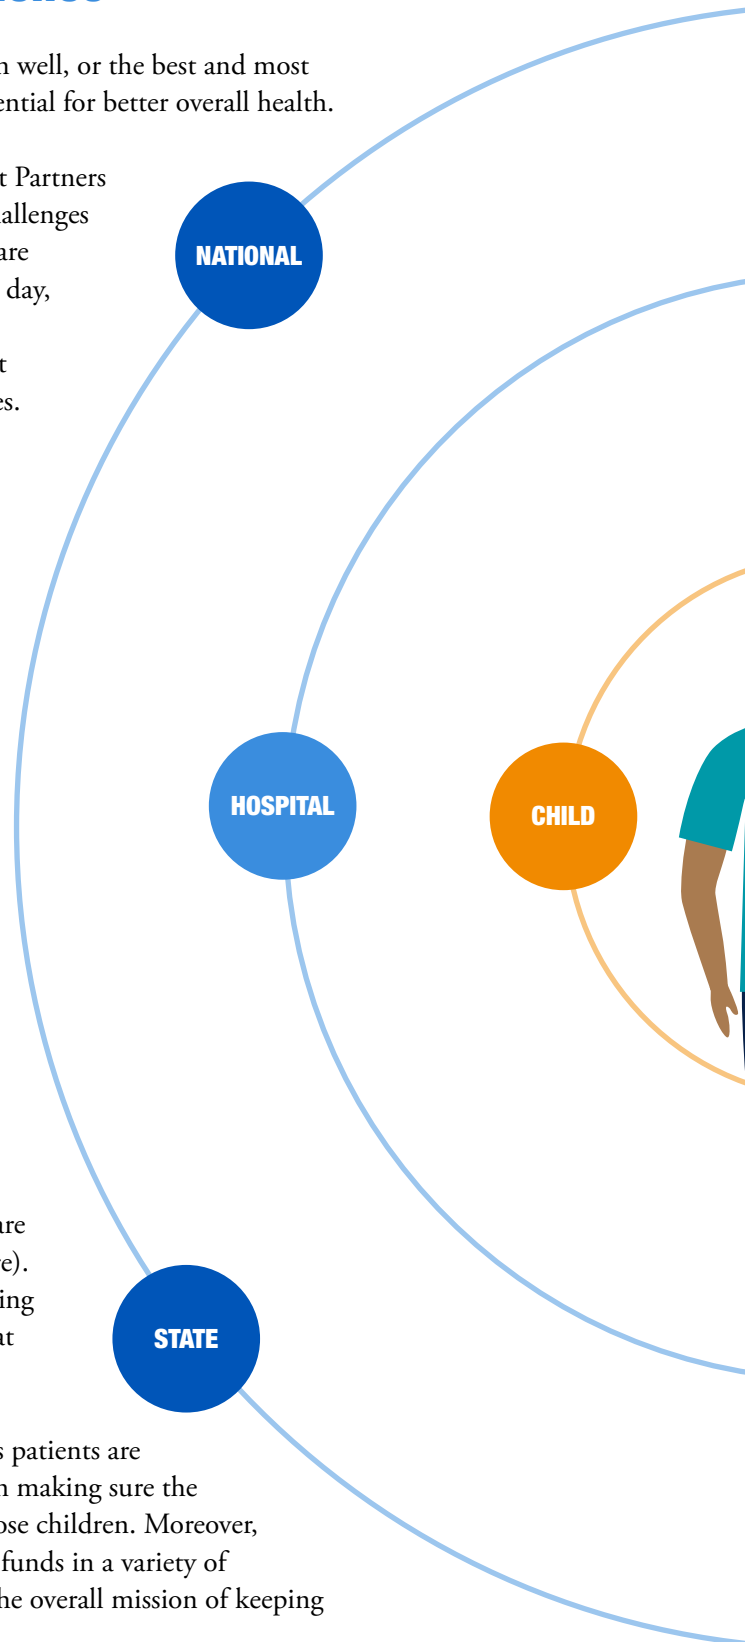 n well, or the best and most
ential for better overall health.
t Partners
allenges
are
day,
t
es.
NATIONAL
HOSPITAL
CHILD
are
re).
ing
at
STATE
s patients are
n making sure the
ose children. Moreover,
funds in a variety of
he overall mission of keeping